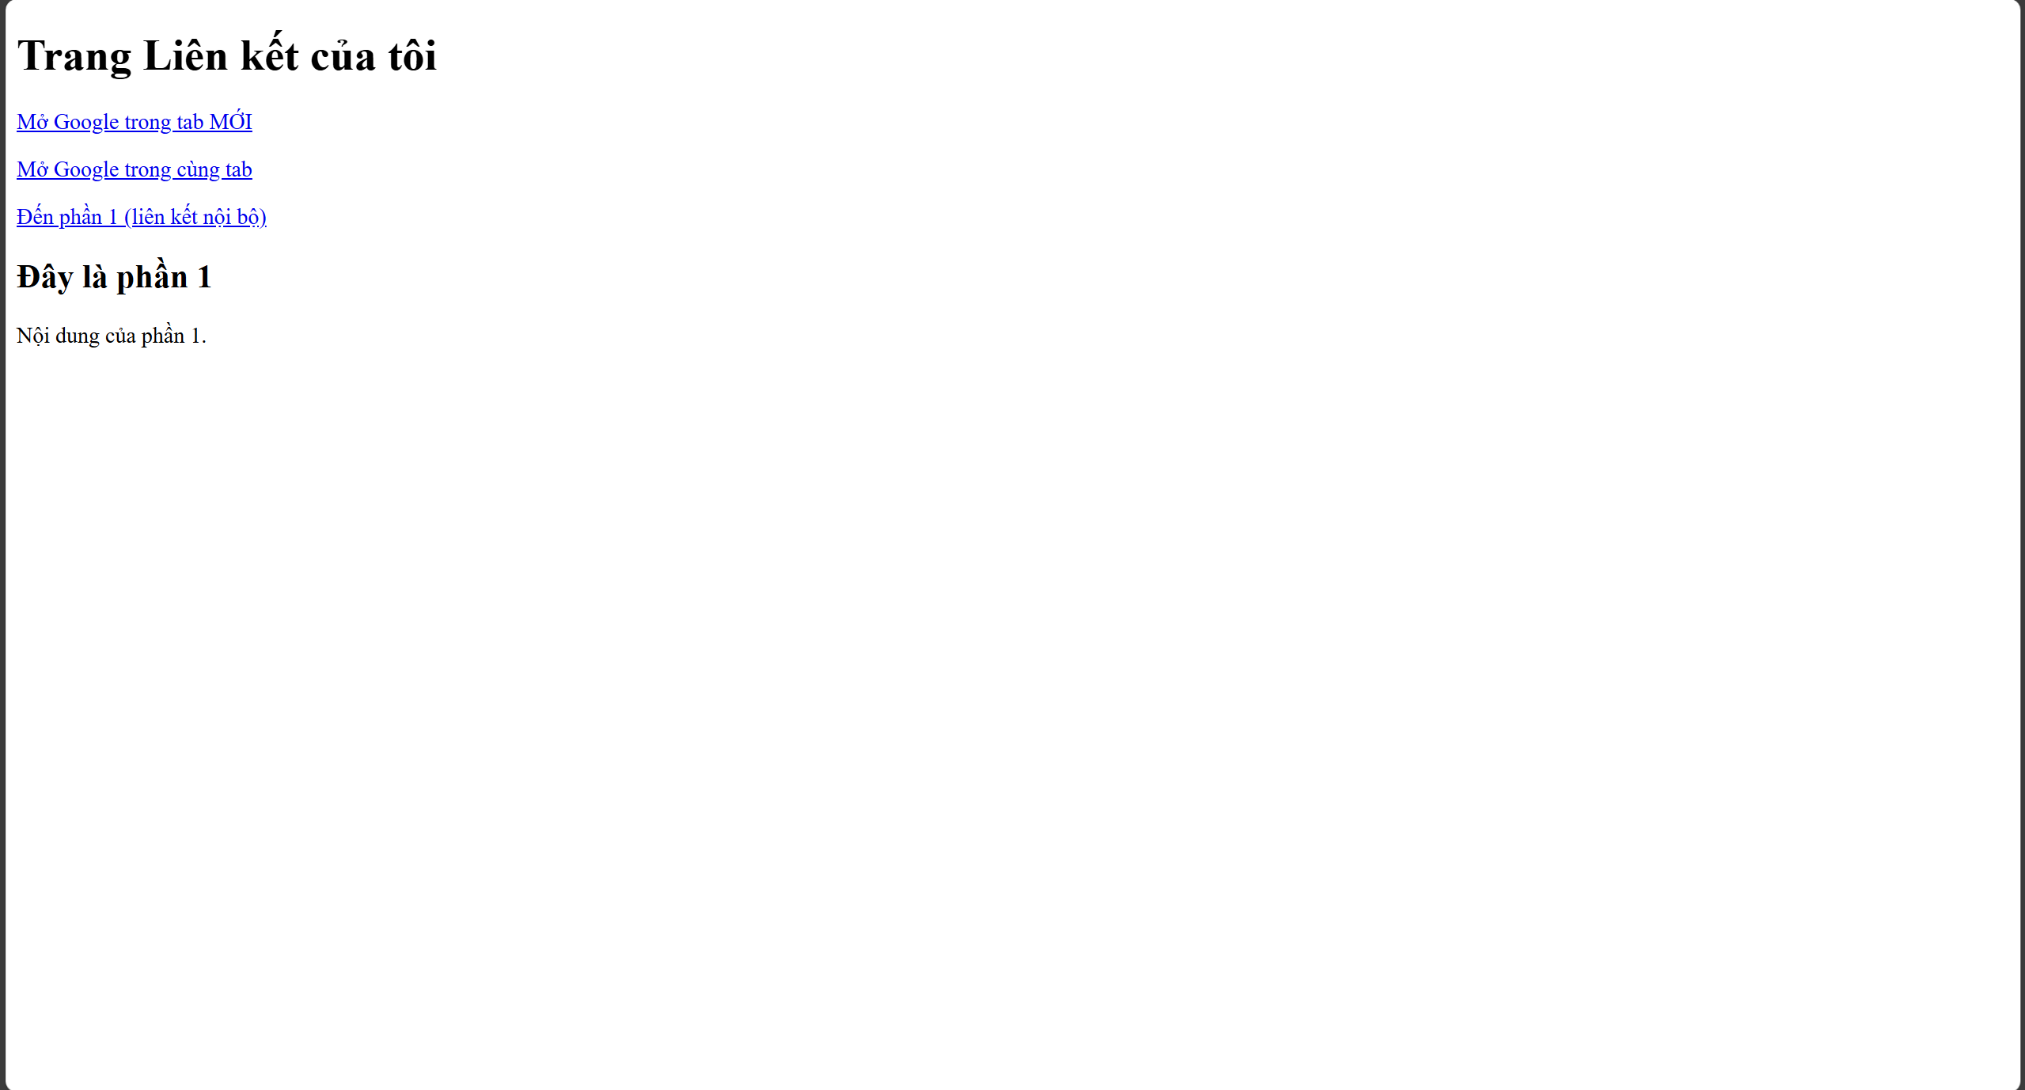 Trang Liên kết của tôi
Mở Google trong tab MỚI
Mở Google trong cùng tab
Đến phần 1 (liên kết nội bộ)
Đây là phần 1
Nội dung của phần 1.